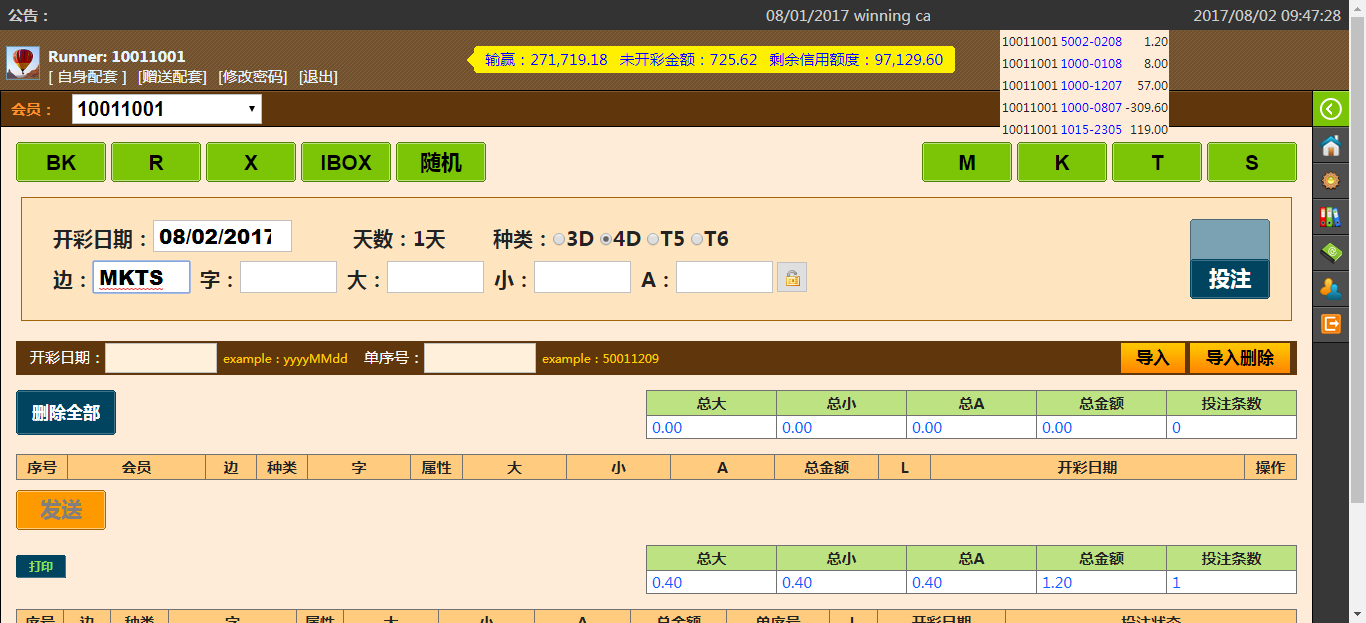 公告： 08/01/2017 winning ca 2017/08/02 09:47:28
Runner: 10011001
[ 自身配套 ] [赠送配套] [修改密码] [退出]
输赢：271,719.18 未开彩金额：725.62 剩余信用额度：97,129.60
10011001 5002-0208 1.20
10011001 1000-0108 8.00
10011001 1000-1207 57.00
10011001 1000-0807 -309.60
10011001 1015-2305 119.00
会员： 10011001
BK R X IBOX 随机 M K T S
开彩日期： 08/02/2017 天数：1天 种类： 3D 4D T5 T6
边： MKTS 字： 大： 小： A：
投注
开彩日期： example : yyyyMMdd 单序号： example : 50011209 导入 导入删除
删除全部
总大 总小 总A 总金额 投注条数
0.00 0.00 0.00 0.00 0
序号 会员 边 种类 字 属性 大 小 A 总金额 L 开彩日期 操作
发送
打印
总大 总小 总A 总金额 投注条数
0.40 0.40 0.40 1.20 1
序号 边 种类 字 属性 大 小 A 总金额 单序号 L 开彩日期 投注状态